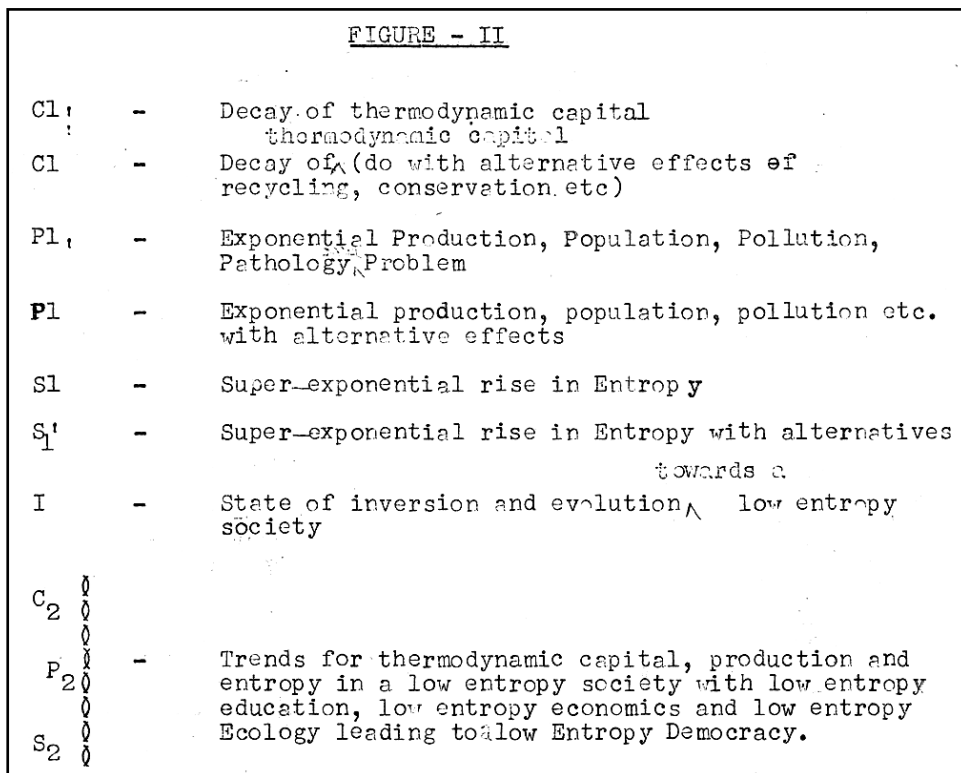 FIGURE - II
Cl' - Decay of thermodynamic capital
thermodynamic capital
Cl - Decay of ʌ (do with alternative effects of
recycling, conservation etc)
Pl' - Exponential Production, Population, Pollution,
Pathology ʌ Problem
Pl - Exponential production, population, pollution etc.
with alternative effects
Sl - Super-exponential rise in Entropy
S1' - Super-exponential rise in Entropy with alternatives
towards a
I - State of inversion and evolution ʌ low entropy
society
C2
P2 - Trends for thermodynamic capital, production and
entropy in a low entropy society with low entropy
education, low entropy economics and low entropy
S2 Ecology leading to a low Entropy Democracy.